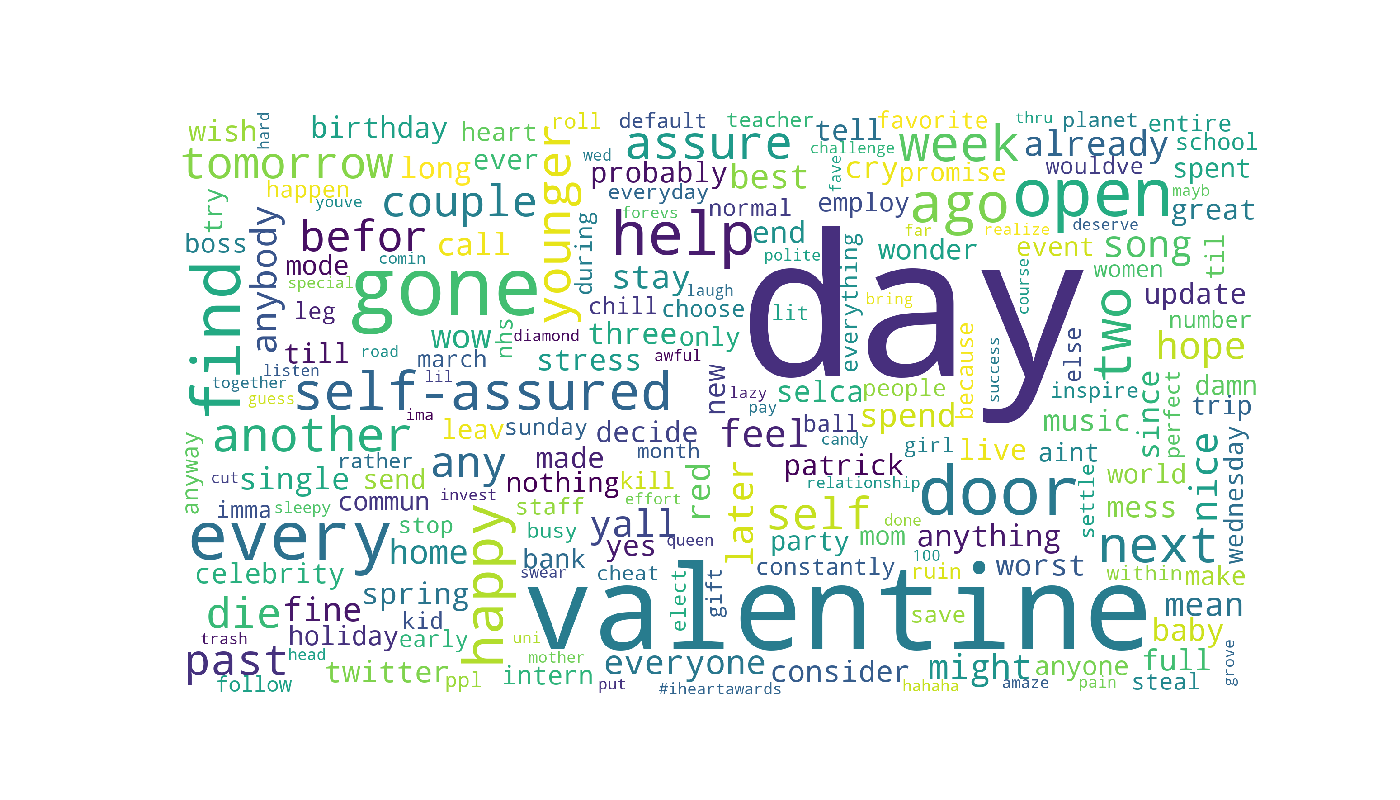 wish
hard
birthday
heart
roll
default
teacher
favorite
thru
planet
entire
tomorrow
long
ever
younger
wed
assure
tell
challenge
week
already
school
happen
youve
probably
best
everyday
fave
cry
promise
wouldve
spent
try
couple
forevs
normal
employ
ago
open
mayb
great
boss
anybody
befor
call
during
help
end
far
realize
deserve
mode
comin
polite
wonder
event
song
til
special
gone
stay
laugh
everything
course
women
leg
chill
choose
lit
bring
day
two
update
find
wow
nhs
diamond
three
only
number
till
road
march
stress
awful
because
success
else
hope
listen
together
lil
new
lazy
selca
people
inspire
damn
guess
self-assured
ima
pay
spend
since
perfect
trip
another
leav
sunday
decide
feel
ball
candy
girl
live
music
anyway
rather
any
month
aint
wednesday
cut
single
send
made
nothing
kill
red
patrick
relationship
door
settle
world
nice
imma
sleepy
commun
invest
staff
effort
later
self
done
mess
every
stop
busy
yall
queen
party
mom
anything
home
happy
bank
yes
100
next
celebrity
swear
cheat
constantly
ruin
worst
within
make
die
fine
spring
valentine
elect
gift
save
mean
trash
holiday
kid
early
uni
baby
past
head
mother
everyone
consider
might
anyone
full
grove
follow
twitter
ppl
intern
put
#iheartawards
hahaha
amaze
pain
steal